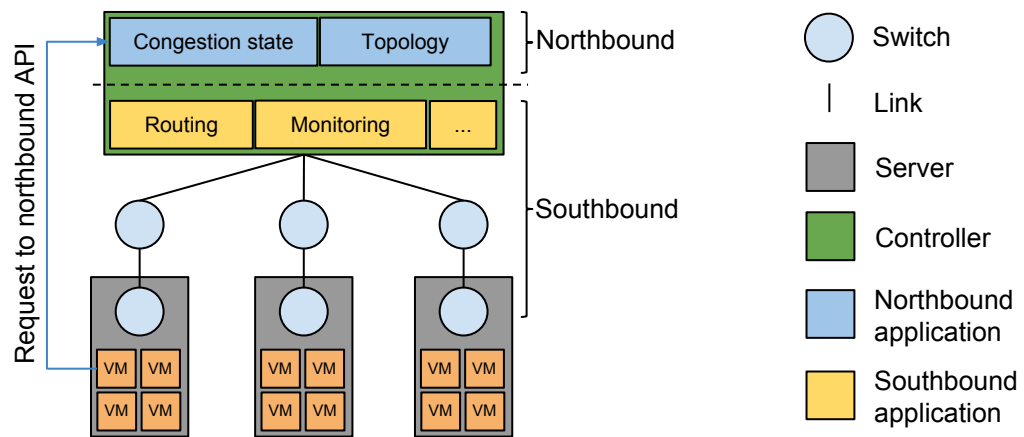 Request to northbound API
Congestion state
Topology
Northbound
Routing
Monitoring
...
Southbound
VM VM
VM VM
VM VM
VM VM
VM VM
VM VM
Switch
Link
Server
Controller
Northbound
application
Southbound
application